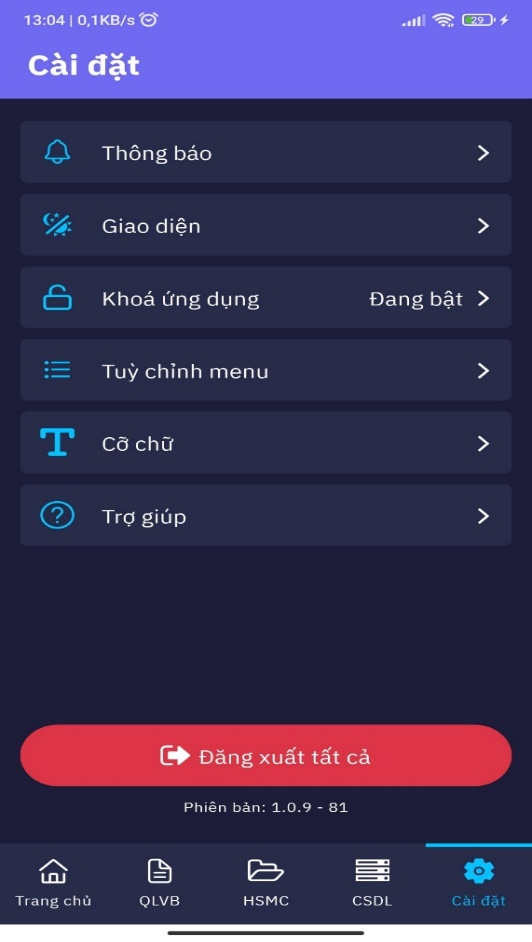 13:04 | 0,1KB/s
29
Cài đặt
Thông báo
Giao diện
Khoá ứng dụng Đang bật
Tuỳ chỉnh menu
Cỡ chữ
Trợ giúp
Đăng xuất tất cả
Phiên bản: 1.0.9 - 81
Trang chủ QLVB HSMC CSDL Cài đặt